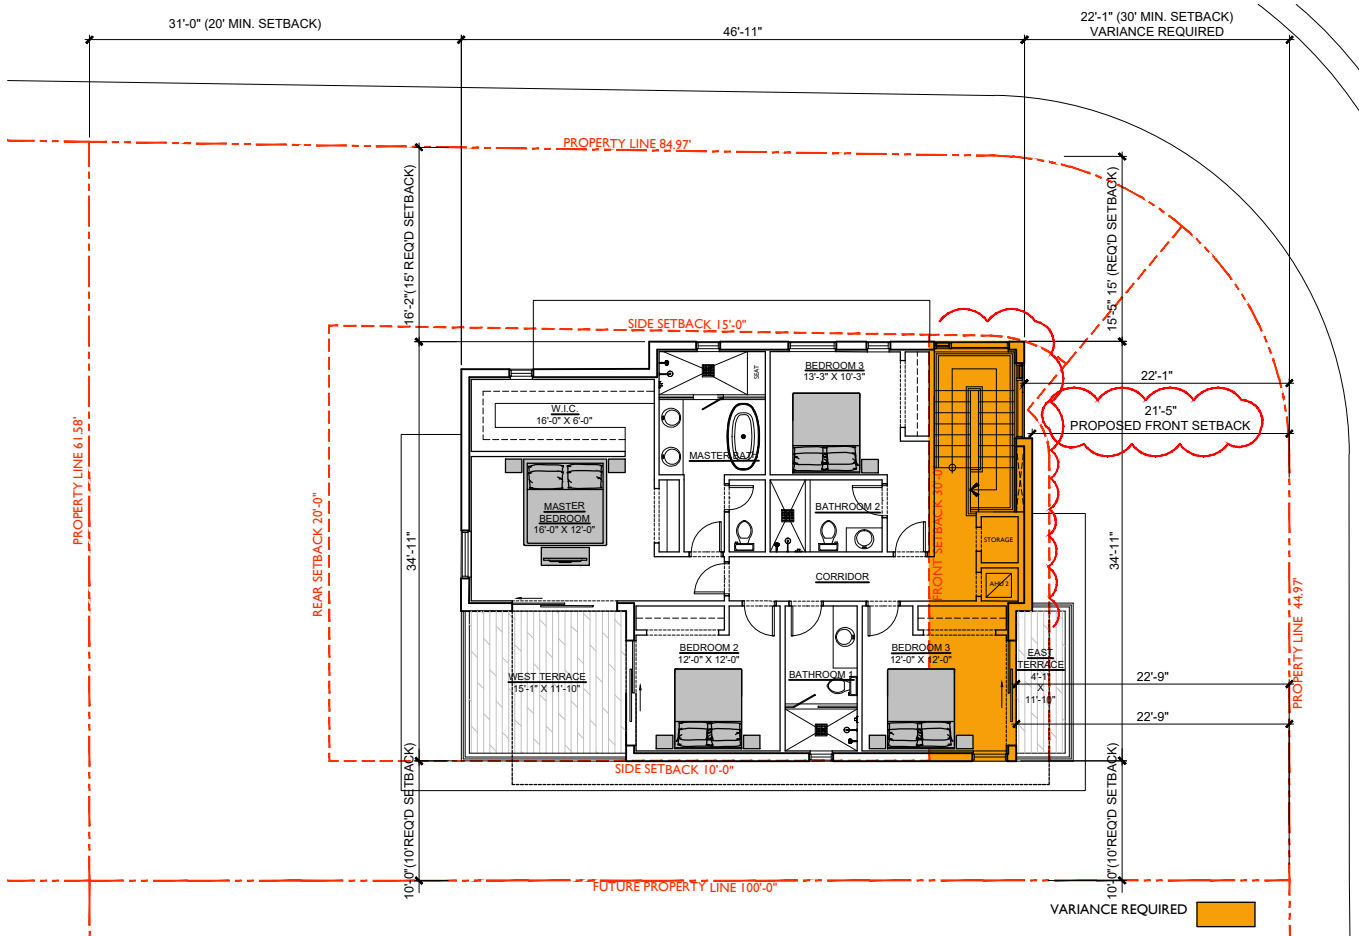 31'-0" (20' MIN. SETBACK)
46'-11"
22'-1" (30' MIN. SETBACK)
VARIANCE REQUIRED
PROPERTY LINE 84.97'
16'-2"(15' REQ'D SETBACK)
15'-5" 15' (REQ'D SETBACK)
SIDE SETBACK 15'-0"
BEDROOM 3
13'-3" X 10'-3"
SEAT
22'-1"
W.I.C.
16'-0" X 6'-0"
21'-5"
PROPOSED FRONT SETBACK
MASTER BATH
PROPERTY LINE 61.58'
REAR SETBACK 20'-0"
MASTER
BEDROOM
16'-0" X 12'-0"
BATHROOM 2
FRONT SETBACK 30'-0"
STORAGE
34'-11"
34'-11"
CORRIDOR
AHU 2
PROPERTY LINE 44.97'
BEDROOM 2
12'-0" X 12'-0"
BEDROOM 3
12'-0" X 12'-0"
EAST
TERRACE
4'-1"
X
11'-10"
WEST TERRACE
15'-1" X 11'-10"
BATHROOM 1
22'-9"
22'-9"
SIDE SETBACK 10'-0"
10'-0"(10'REQ'D SETBACK)
10'-0"(10'REQ'D SETBACK)
FUTURE PROPERTY LINE 100'-0"
VARIANCE REQUIRED